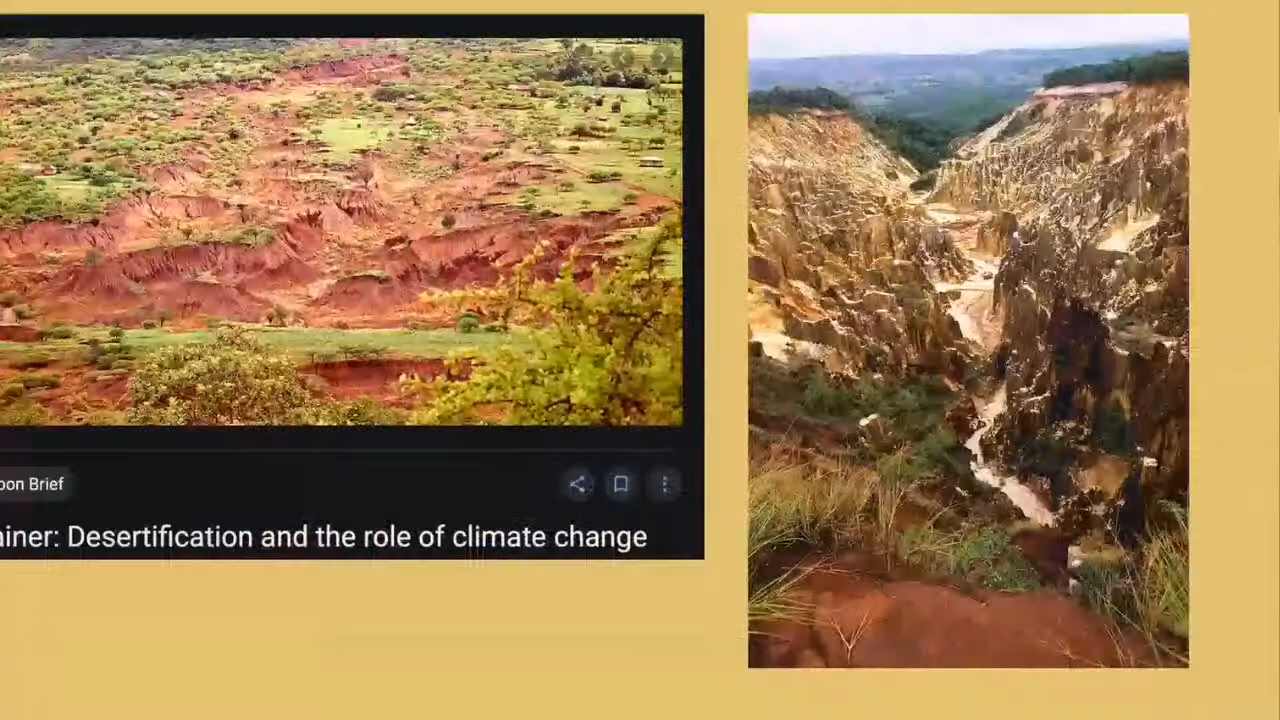 bon Brief
iner: Desertification and the role of climate change